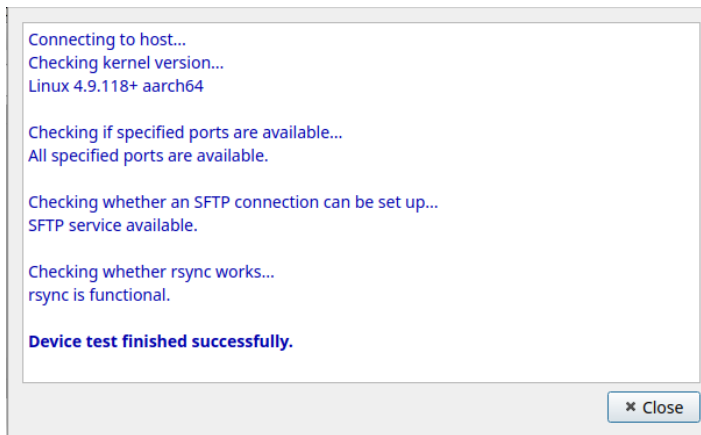 Connecting to host...
Checking kernel version...
Linux 4.9.118+ aarch64
Checking if specified ports are available...
All specified ports are available.
Checking whether an SFTP connection can be set up...
SFTP service available.
Checking whether rsync works...
rsync is functional.
Device test finished successfully.
Close